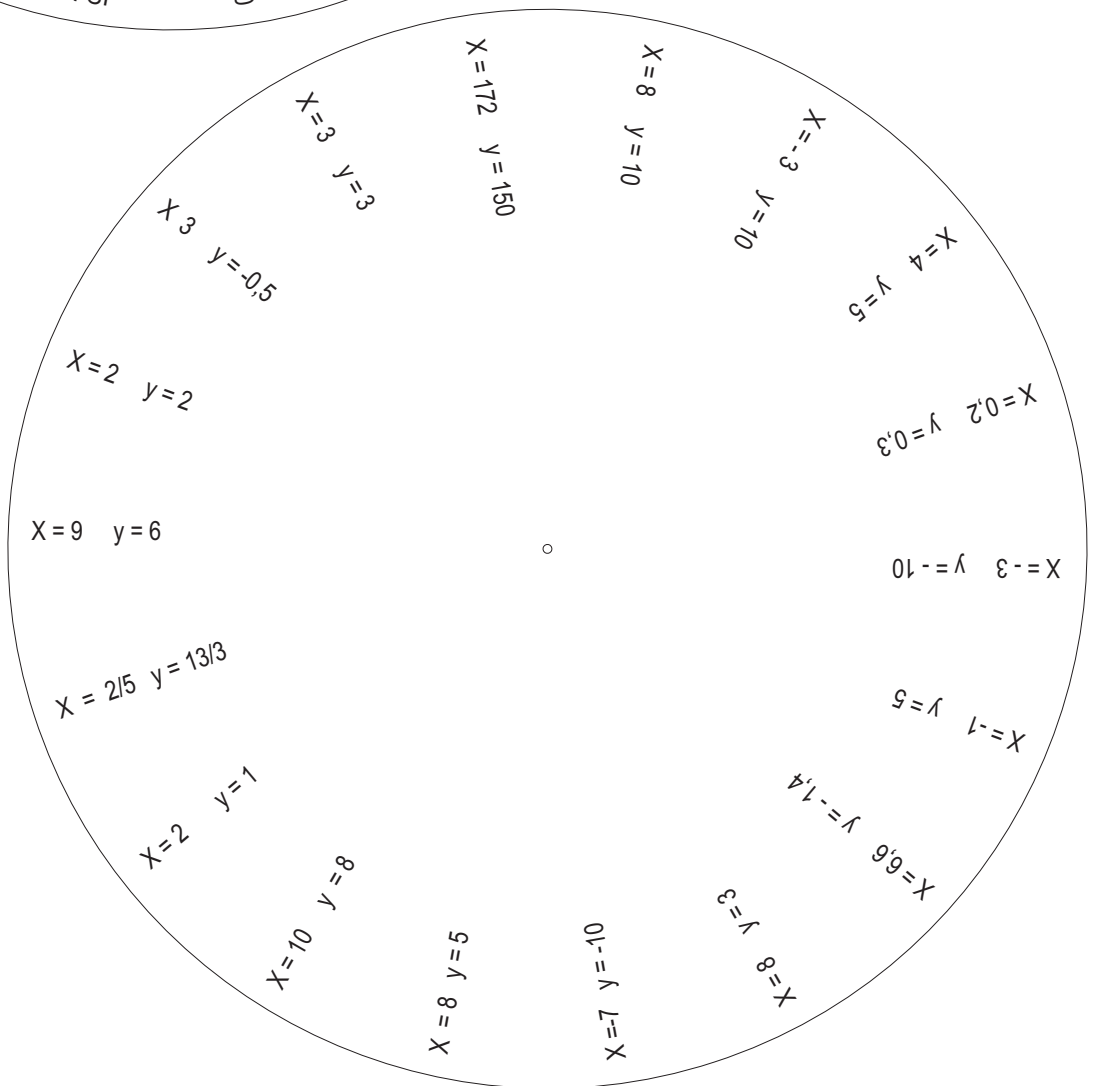 X = 172 y = 150
X = 8 y = 10
X = - 3 y = 10
X = 4 y = 5
X = 0,2 y = 0,3
X = - 3 y = - 10
X = -1 y = 5
X = 6,6 y = - 1,4
X = 8 y = 3
X =-7 y = -10
X = 8 y = 5
X = 10 y = 8
X = 2 y = 1
X = 2/5 y = 13/3
X = 9 y = 6
X = 2 y = 2
X 3 y = -0,5
X = 3 y = 3